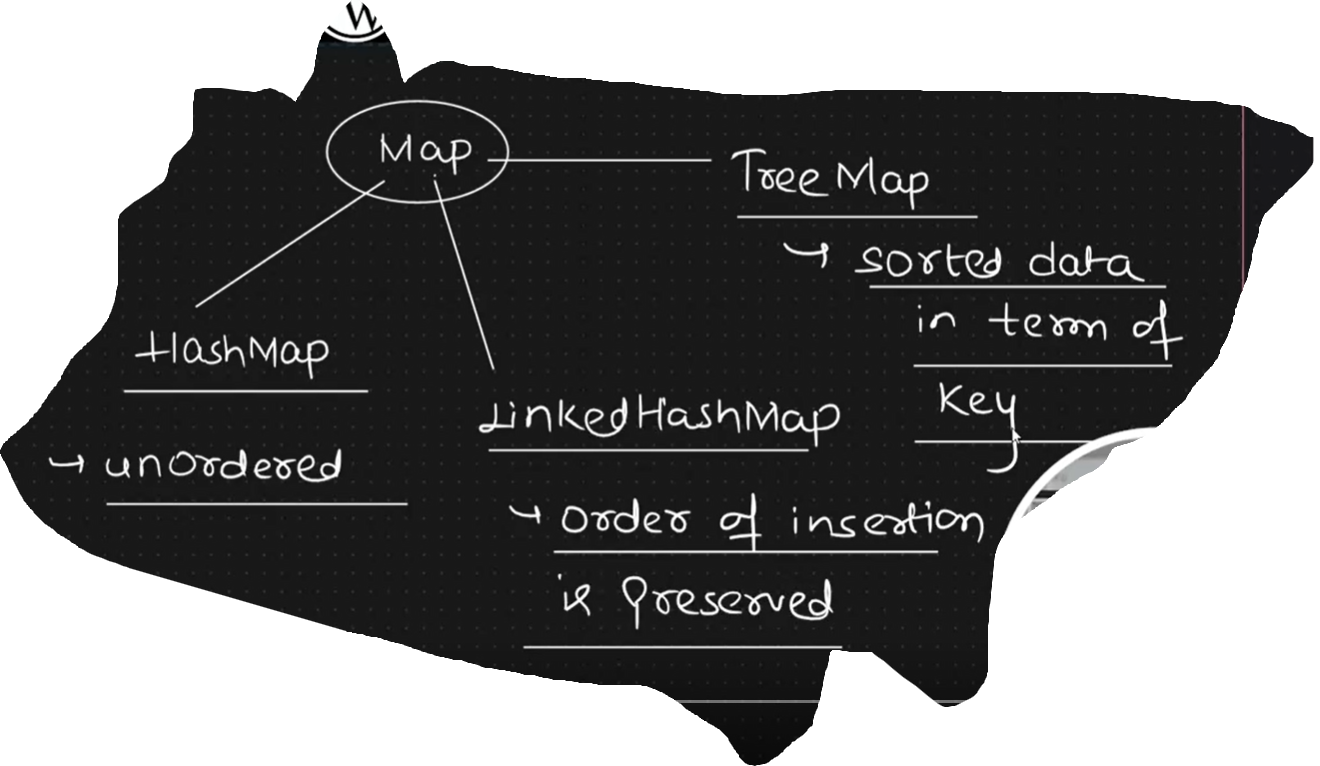 W
Map
TreeMap
→ sorted data
in term of
Key
HashMap
→ unordered
LinkedHashMap
→ order of insertion
is Preserved